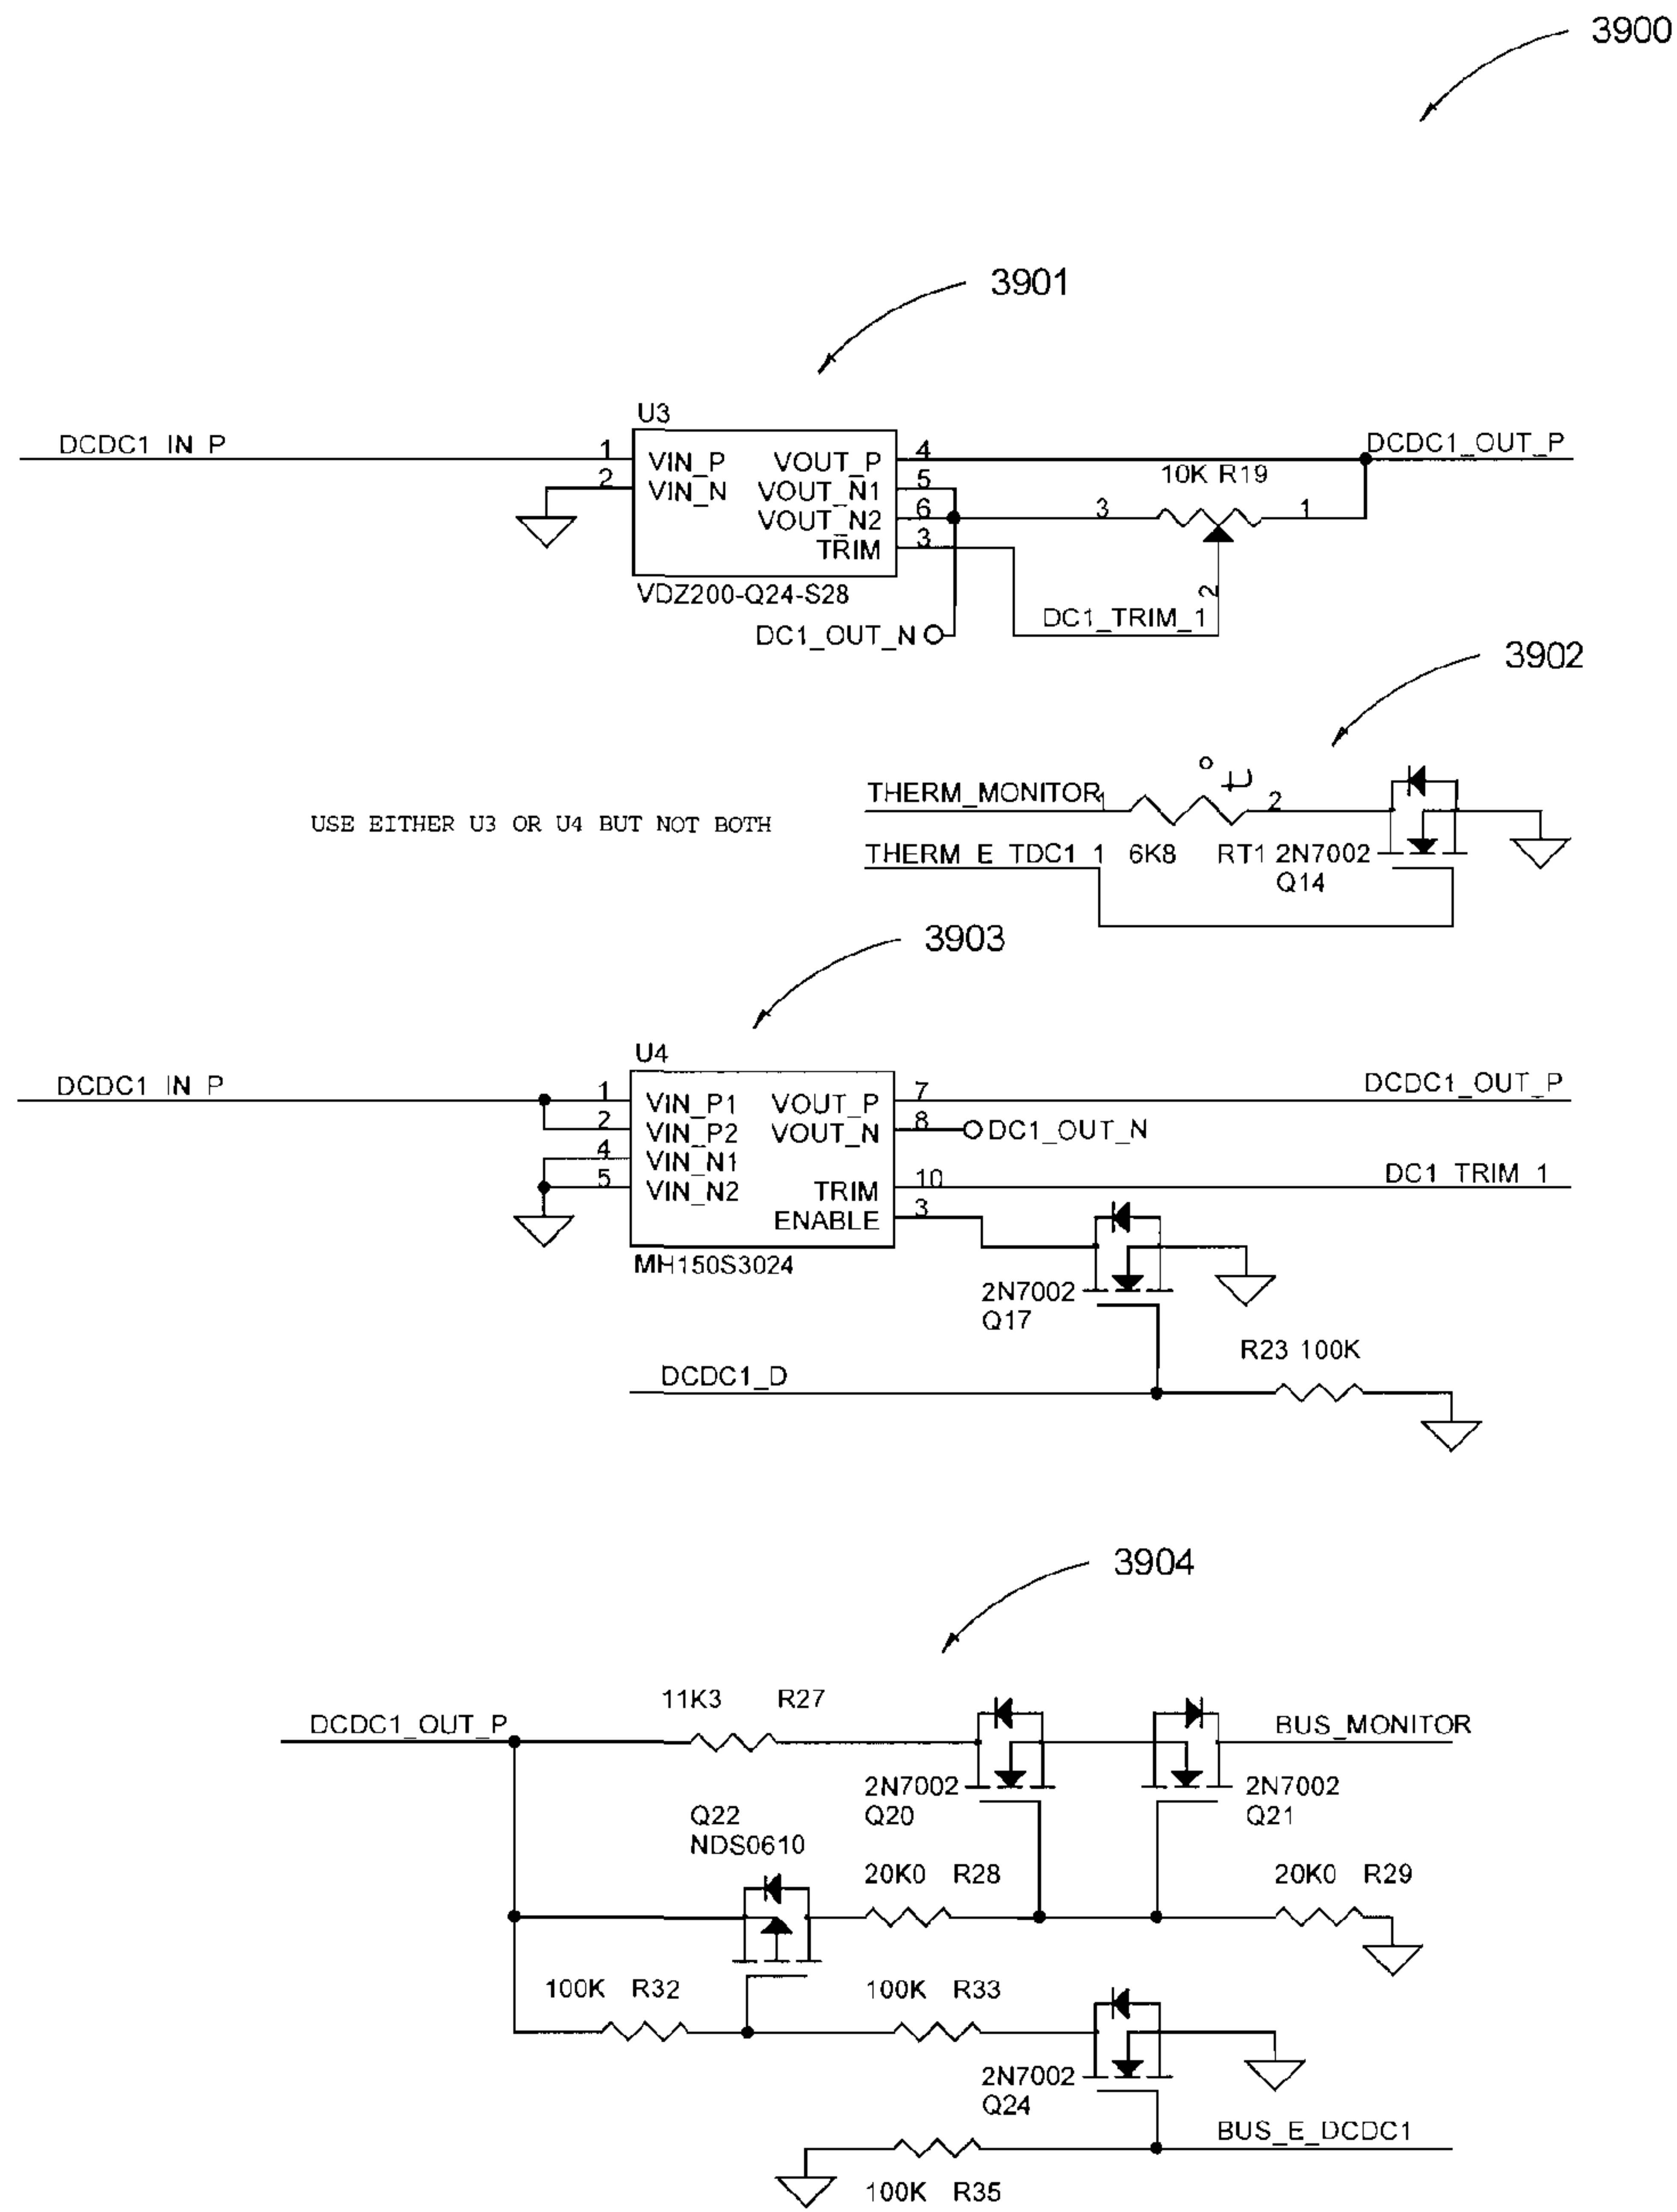 3900
3901
U3
DCDC1_IN_P
1
VIN_P
VOUT_P
4
DCDC1_OUT_P
2
VIN_N
VOUT_N1
5
10K R19
VOUT_N2
6
3
1
TRIM
3
2
VDZ200-Q24-S28
DC1_TRIM_1
DC1_OUT_N
3902
THERM_MONITOR
1
t°
2
USE EITHER U3 OR U4 BUT NOT BOTH
THERM_E_TDC1_1
6K8
RT1
2N7002
Q14
3903
U4
DCDC1_IN_P
1
VIN_P1
VOUT_P
7
DCDC1_OUT_P
2
VIN_P2
VOUT_N
8
DC1_OUT_N
4
VIN_N1
5
VIN_N2
TRIM
10
DC1_TRIM_1
ENABLE
3
MH150S3024
2N7002
Q17
R23 100K
DCDC1_D
3904
11K3 R27
DCDC1_OUT_P
BUS_MONITOR
2N7002
Q20
2N7002
Q21
Q22
NDS0610
20K0 R28
20K0 R29
100K R32
100K R33
2N7002
Q24
BUS_E_DCDC1
100K R35